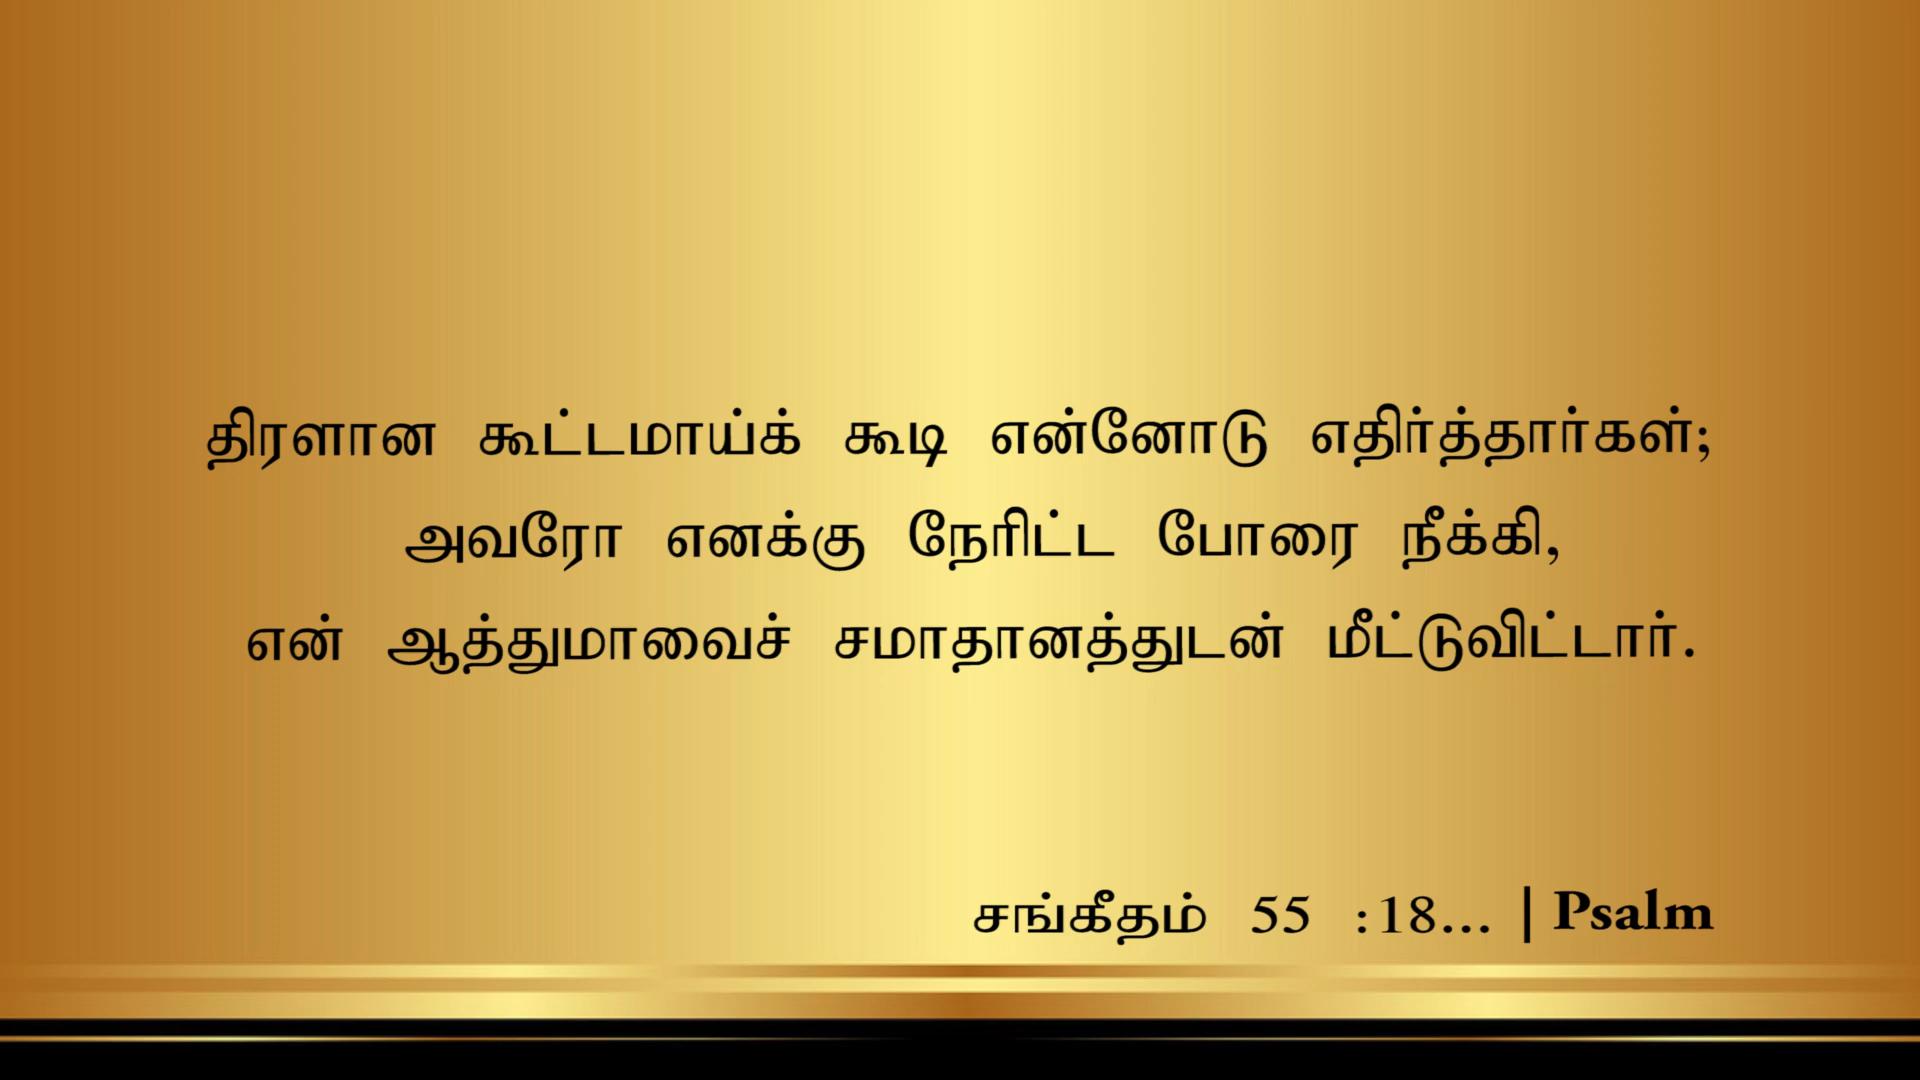 திரளான கூட்டமாய்க் கூடி என்னோடு எதிர்த்தார்கள்;
அவரோ எனக்கு நேரிட்ட போரை நீக்கி,
என் ஆத்துமாவைச் சமாதானத்துடன் மீட்டுவிட்டார்.
சங்கீதம் 55 :18... | Psalm